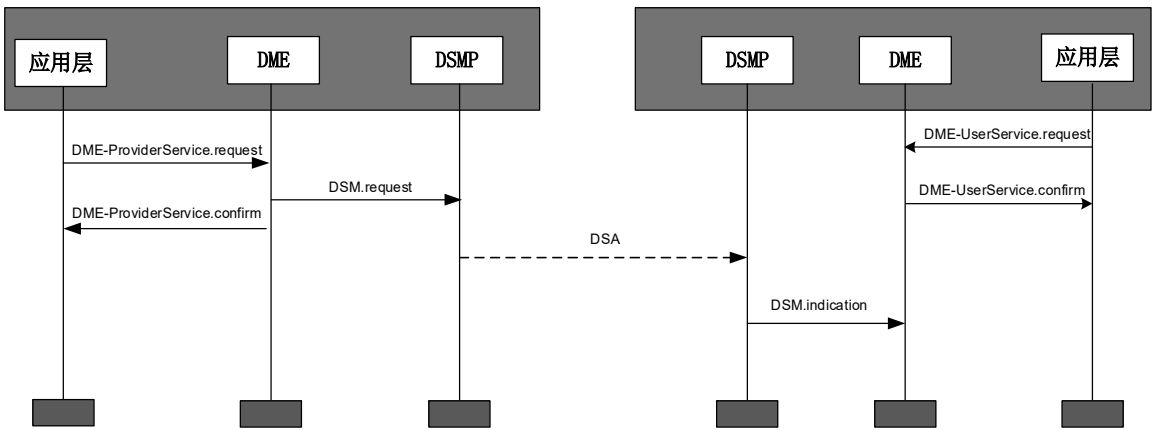 应用层
DME
DSMP
DSMP
DME
应用层
DME-ProviderService.request
DME-UserService.request
DSM.request
DME-UserService.confirm
DME-ProviderService.confirm
DSA
DSM.indication